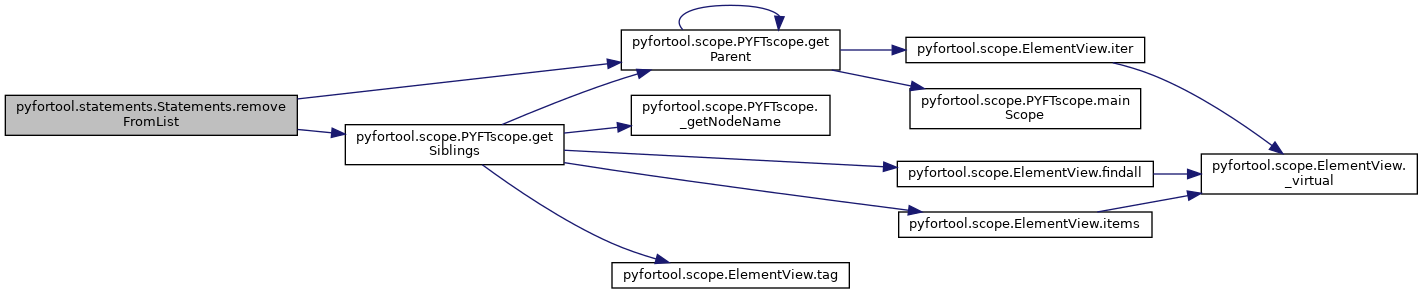 pyfortool.statements.Statements.remove
FromList
pyfortool.scope.PYFTscope.get
Siblings
pyfortool.scope.PYFTscope.get
Parent
pyfortool.scope.PYFTscope.
_getNodeName
pyfortool.scope.ElementView.tag
pyfortool.scope.ElementView.iter
pyfortool.scope.PYFTscope.main
Scope
pyfortool.scope.ElementView.findall
pyfortool.scope.ElementView.items
pyfortool.scope.ElementView.
_virtual